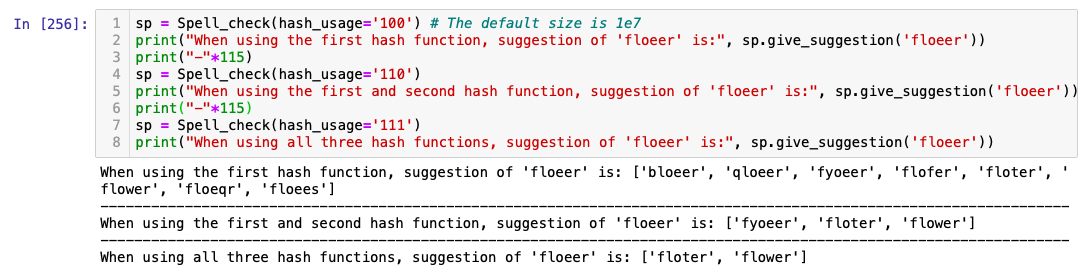 In [256]:
1 sp = Spell_check(hash_usage='100') # The default size is 1e7
2 print("When using the first hash function, suggestion of 'floeer' is:", sp.give_suggestion('floeer'))
3 print("-"*115)
4 sp = Spell_check(hash_usage='110')
5 print("When using the first and second hash function, suggestion of 'floeer' is:", sp.give_suggestion('floeer'))
6 print("-"*115)
7 sp = Spell_check(hash_usage='111')
8 print("When using all three hash functions, suggestion of 'floeer' is:", sp.give_suggestion('floeer'))
When using the first hash function, suggestion of 'floeer' is: ['bloeer', 'qloeer', 'fyoeer', 'flofer', 'floter', '
flower', 'floeqr', 'floees']
-------------------------------------------------------------------------------------------------------------------
When using the first and second hash function, suggestion of 'floeer' is: ['fyoeer', 'floter', 'flower']
-------------------------------------------------------------------------------------------------------------------
When using all three hash functions, suggestion of 'floeer' is: ['floter', 'flower']